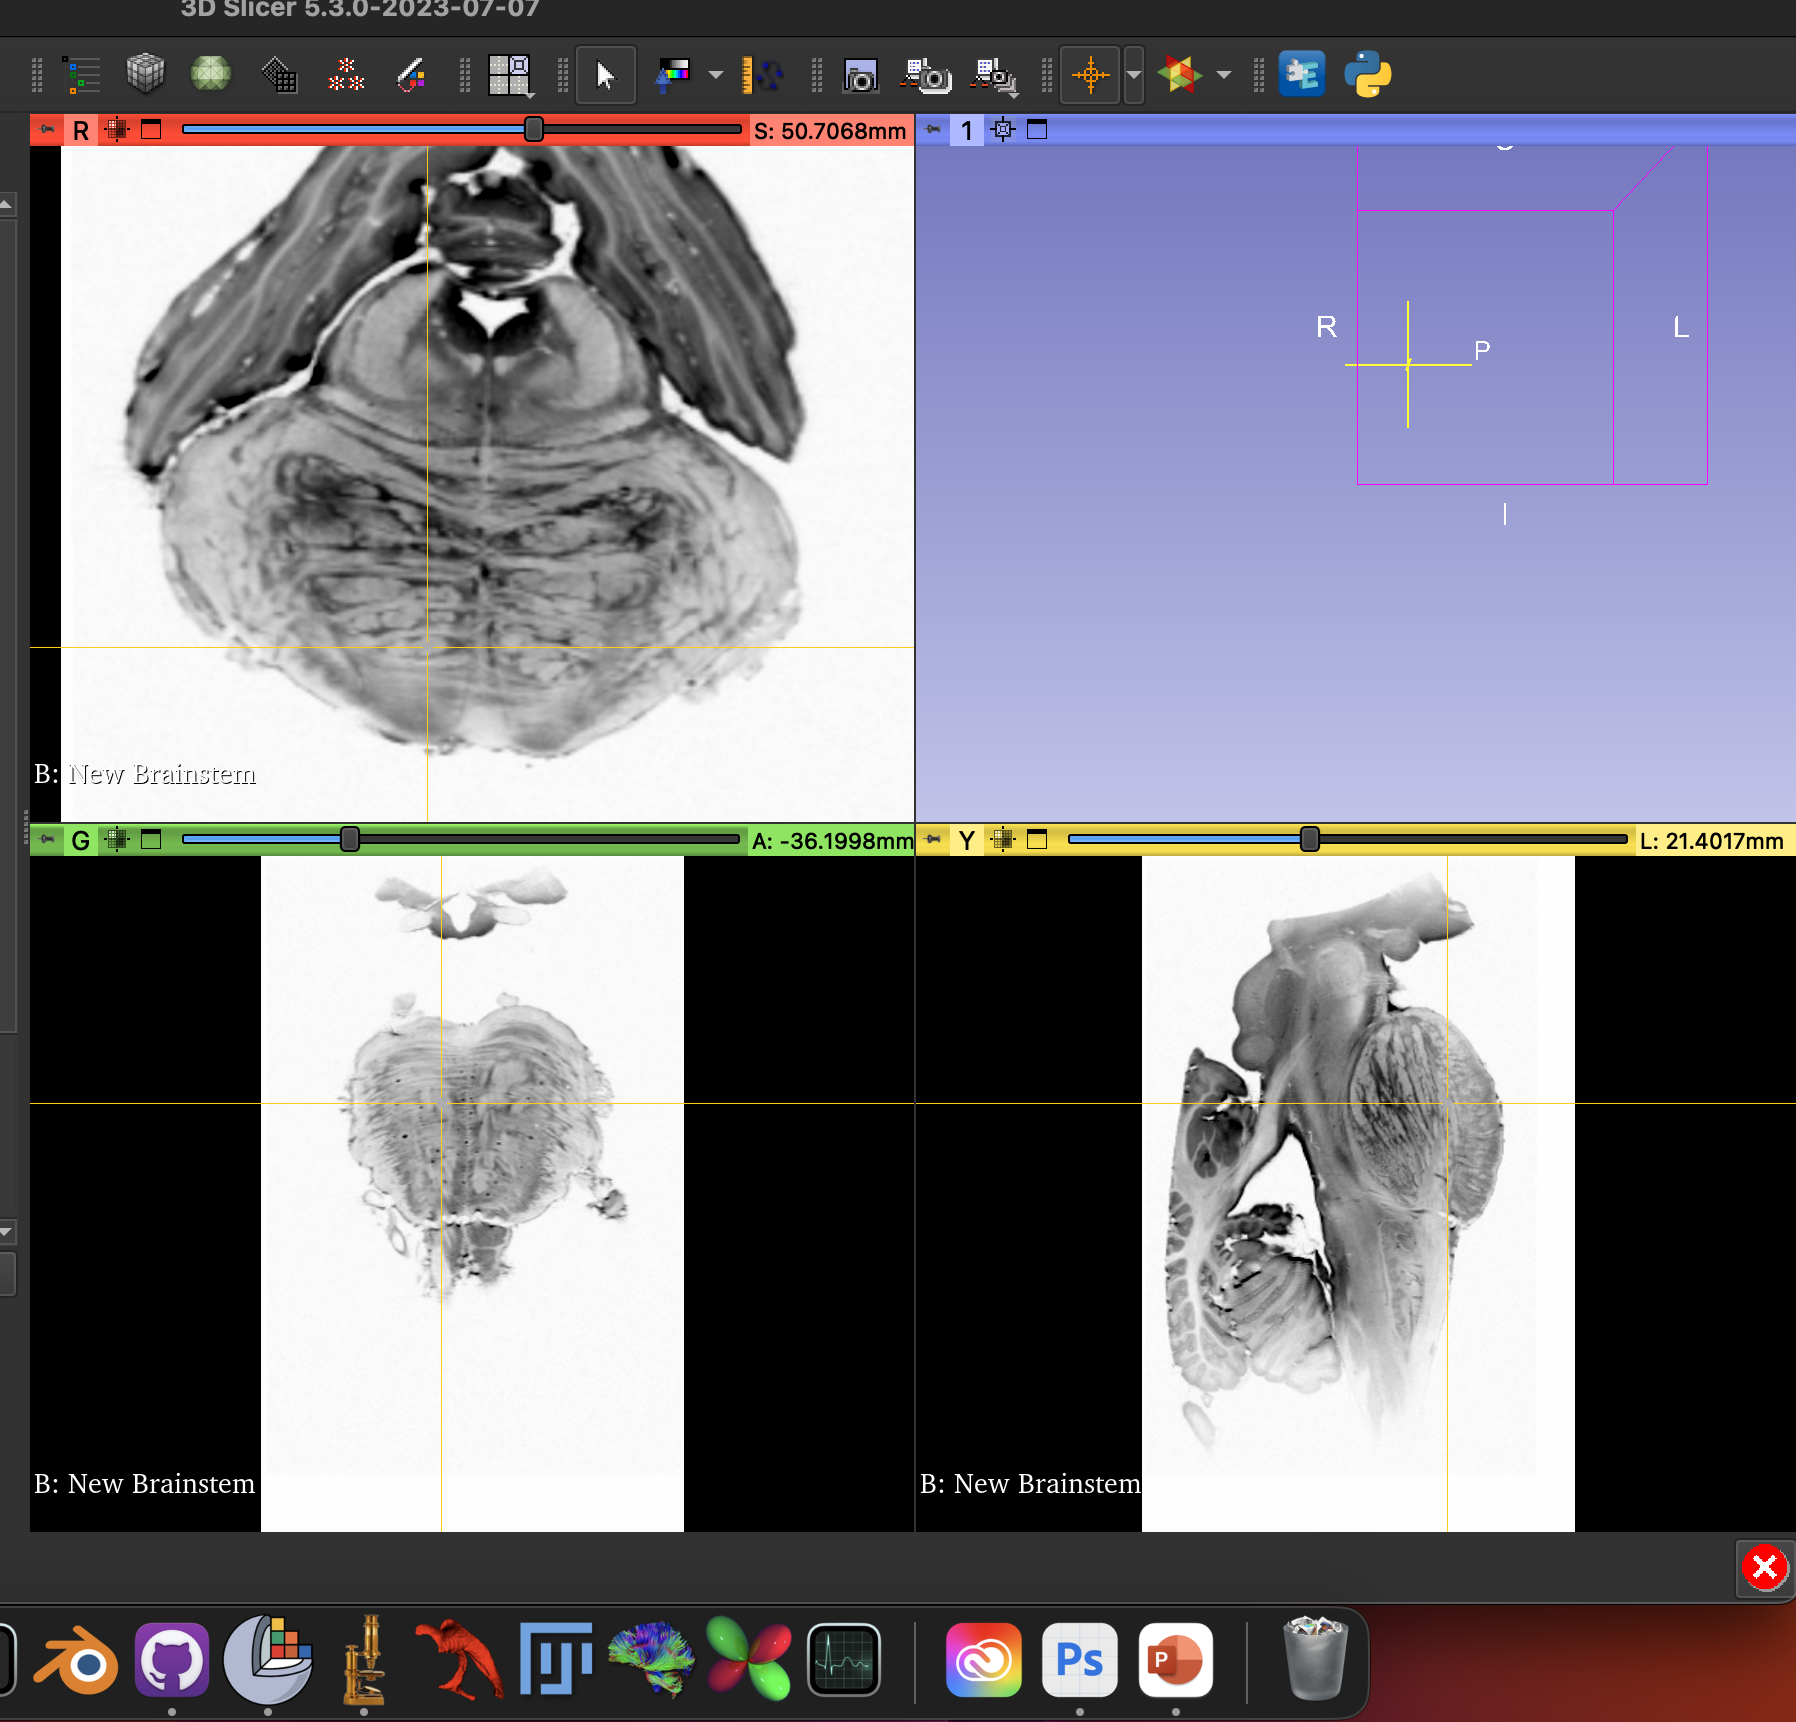 3D Slicer 5.3.0-2023-07-07
R
S: 50.7068mm
1
R
P
L
I
B: New Brainstem
G
A: -36.1998mm
Y
L: 21.4017mm
B: New Brainstem
B: New Brainstem
Ps
P